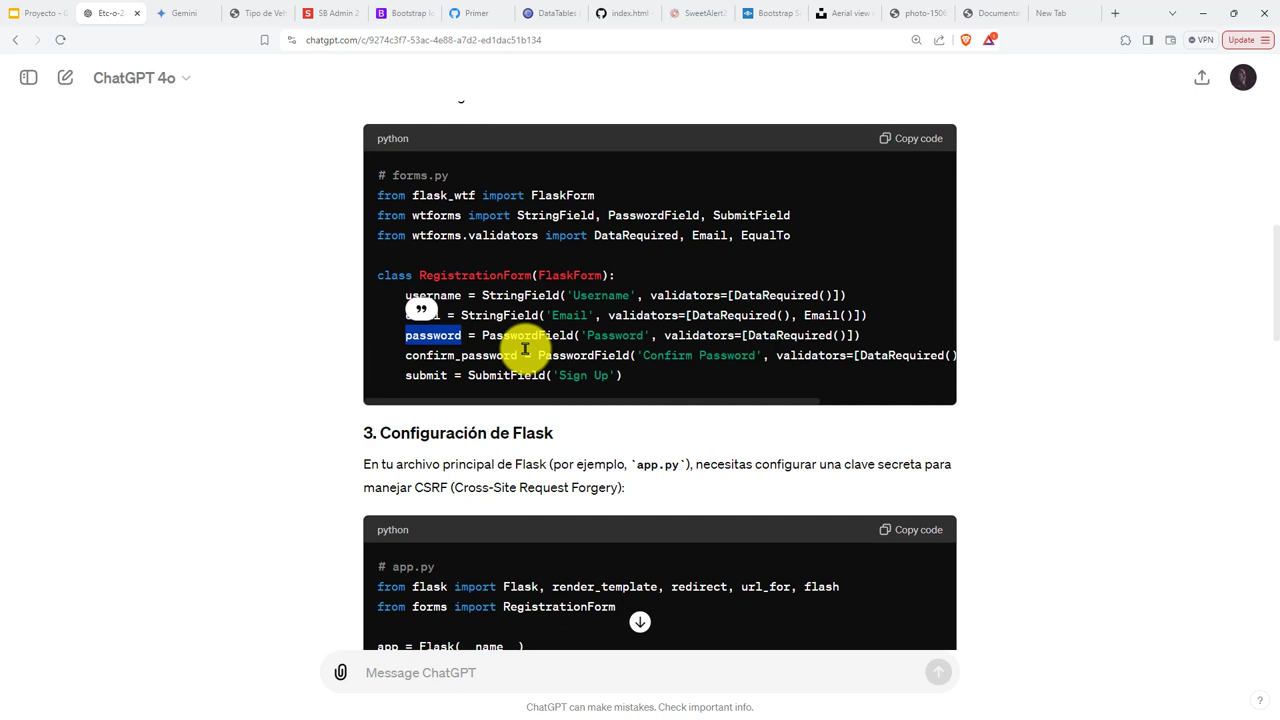 Proyecto - G
Etc-o-2
Gemini
Tipo de Veh
SB Admin 2
Bootstrap Ic
Primer
DataTables |
index.html ·
SweetAlert2
Bootstrap S
Aerial view o
photo-1506
Documenta
New Tab
chatgpt.com/c/9274c3f7-53ac-4e88-a7d2-ed1dac51b134
VPN
Update
ChatGPT 4o
python
Copy code
# forms.py
from flask_wtf import FlaskForm
from wtforms import StringField, PasswordField, SubmitField
from wtforms.validators import DataRequired, Email, EqualTo
class RegistrationForm(FlaskForm):
username = StringField('Username', validators=[DataRequired()])
= StringField('Email', validators=[DataRequired(), Email()])
password = PasswordField('Password', validators=[DataRequired()])
confirm_password = PasswordField('Confirm Password', validators=[DataRequired()
submit = SubmitField('Sign Up')
3. Configuración de Flask
En tu archivo principal de Flask (por ejemplo, `app.py`), necesitas configurar una clave secreta para
manejar CSRF (Cross-Site Request Forgery):
python
Copy code
# app.py
from flask import Flask, render_template, redirect, url_for, flash
from forms import RegistrationForm
app = Flask(__name__)
Message ChatGPT
ChatGPT can make mistakes. Check important info.
?